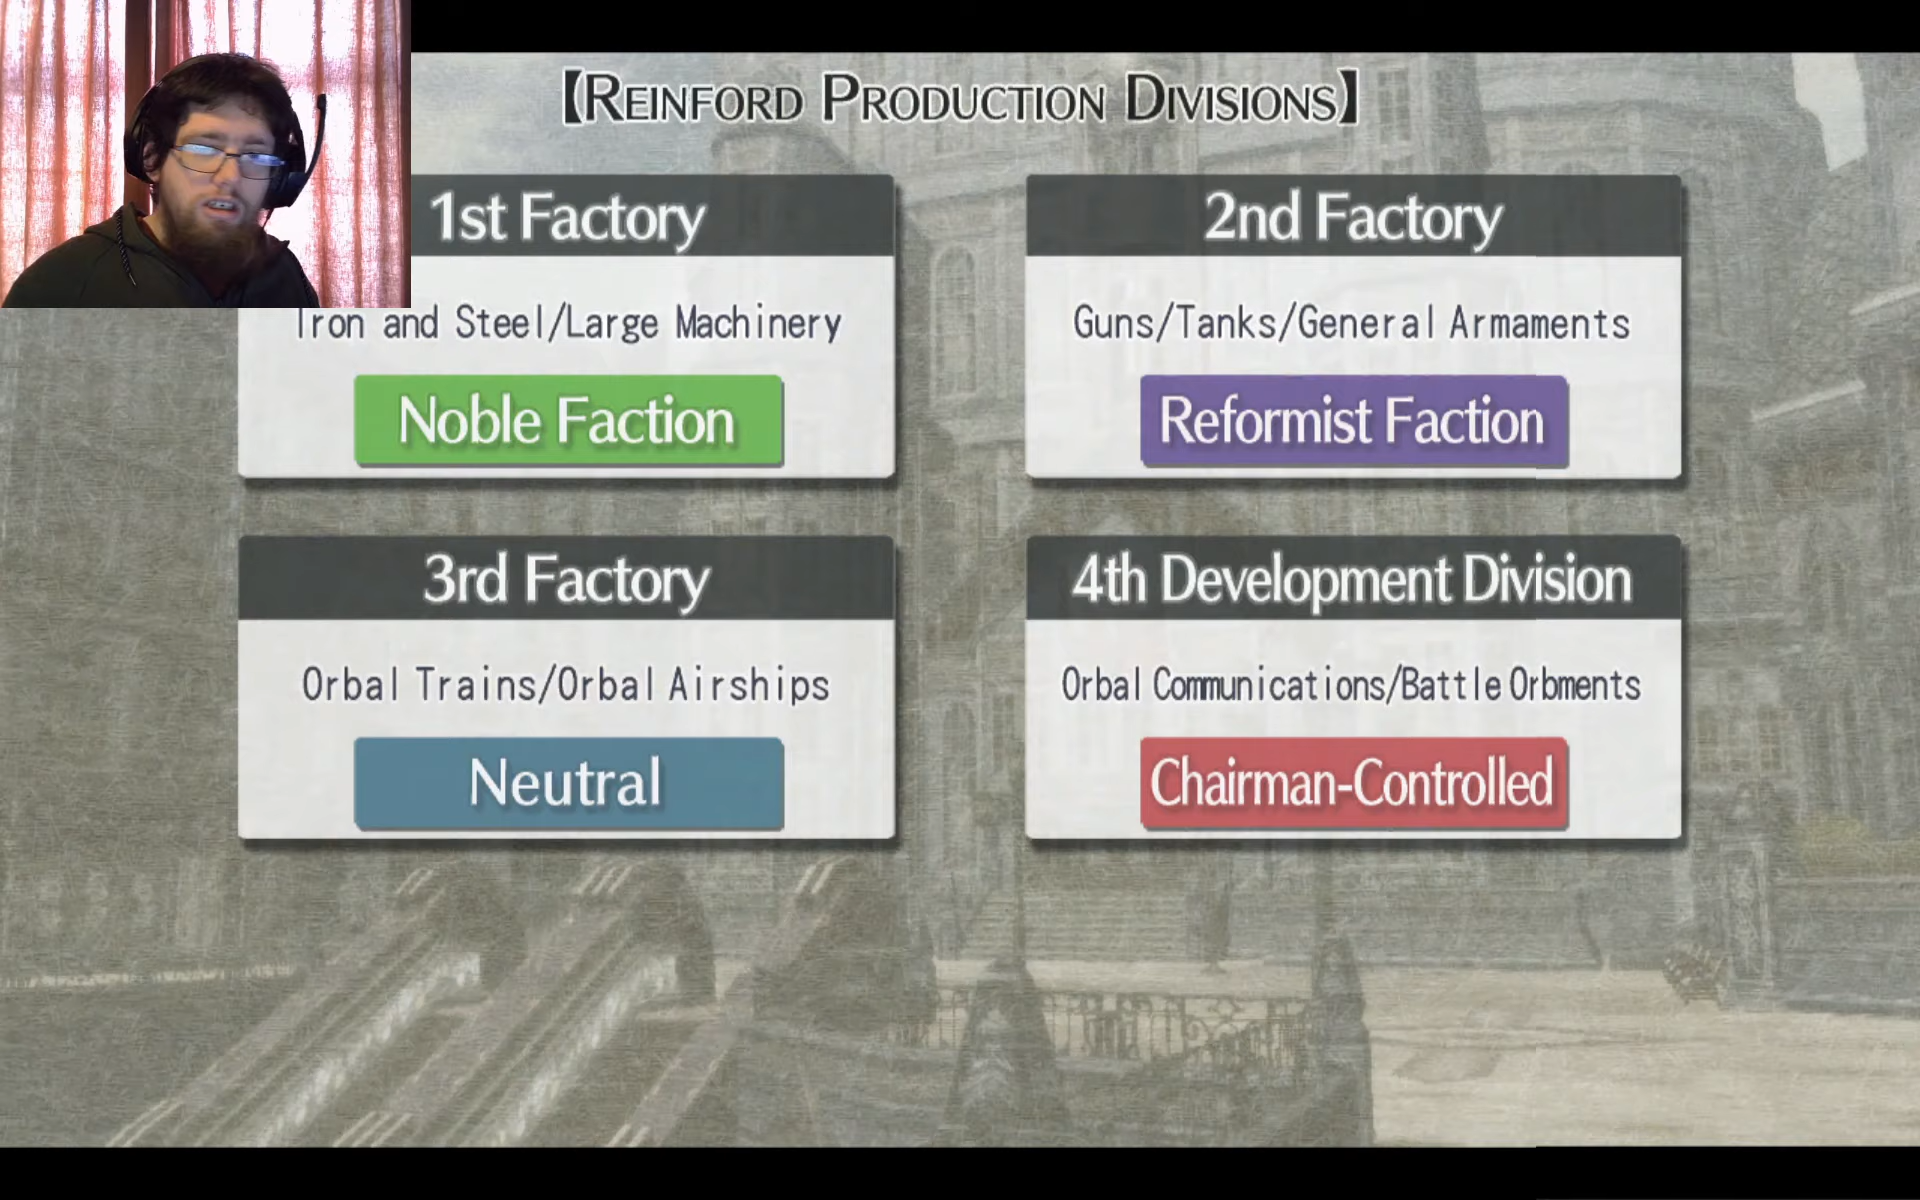 【REINFORD PRODUCTION DIVISIONS】
1st Factory
Iron and Steel/Large Machinery
Noble Faction
2nd Factory
Guns/Tanks/General Armaments
Reformist Faction
3rd Factory
Orbal Trains/Orbal Airships
Neutral
4th Development Division
Orbal Communications/Battle Orbments
Chairman-Controlled